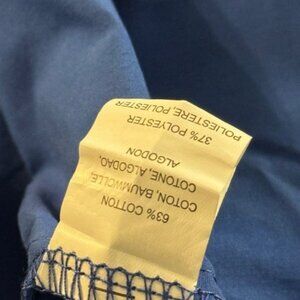 63% COTTON
COTON, BAUMWOLLE,
COTONE, ALGODAO,
ALGODON
37% POLYESTER
POLIESTERE, POLIESTER